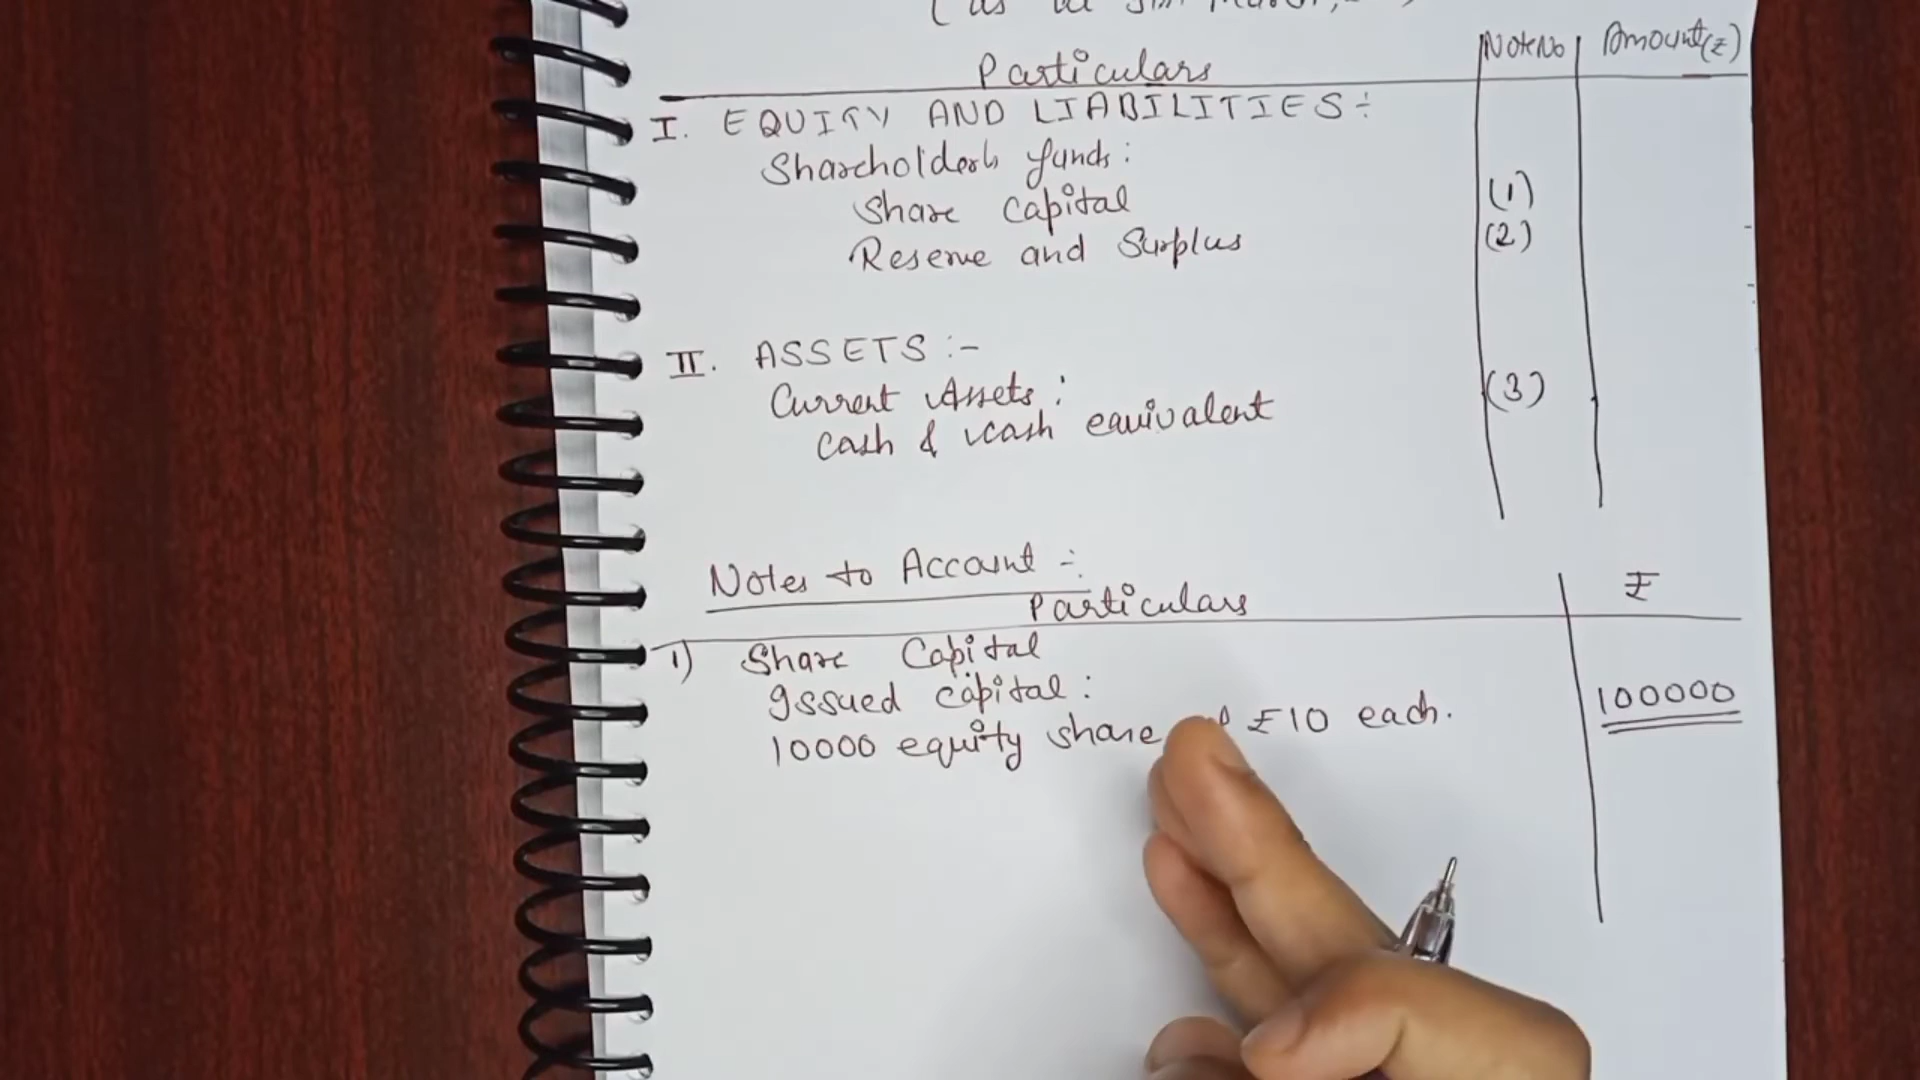 Particulars Note No Amount(₹)
I. EQUITY AND LIABILITIES:-
Shareholder's funds:
Share capital (1)
Reserve and Surplus (2)
II. ASSETS :-
Current Assets: (3)
Cash & cash equivalent
Notes to Account :-
Particulars ₹
1) Share Capital
Issued capital: 100000
10000 equity share ₹10 each.